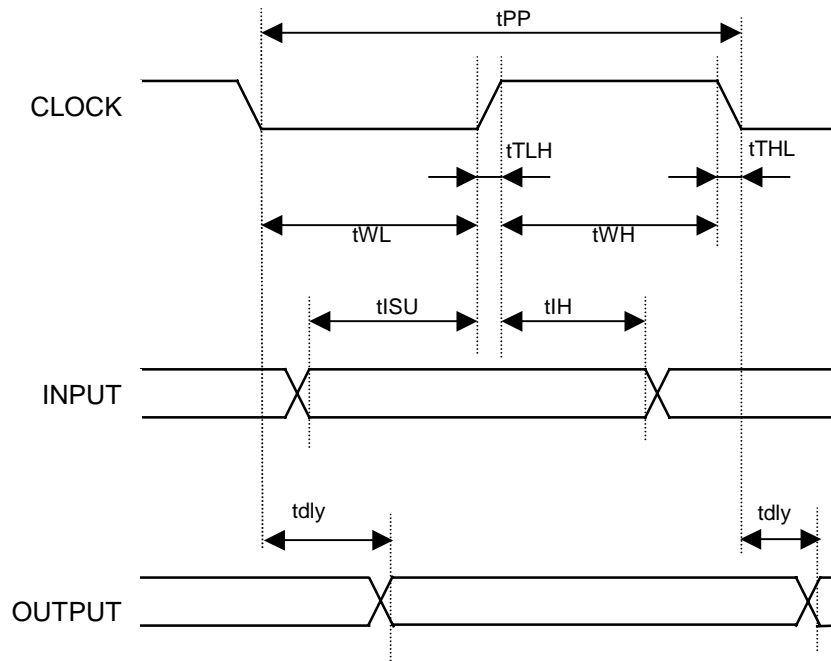 tPP
CLOCK
tTLH
tTHL
tWL
tWH
tISU
tIH
INPUT
tdly
tdly
OUTPUT